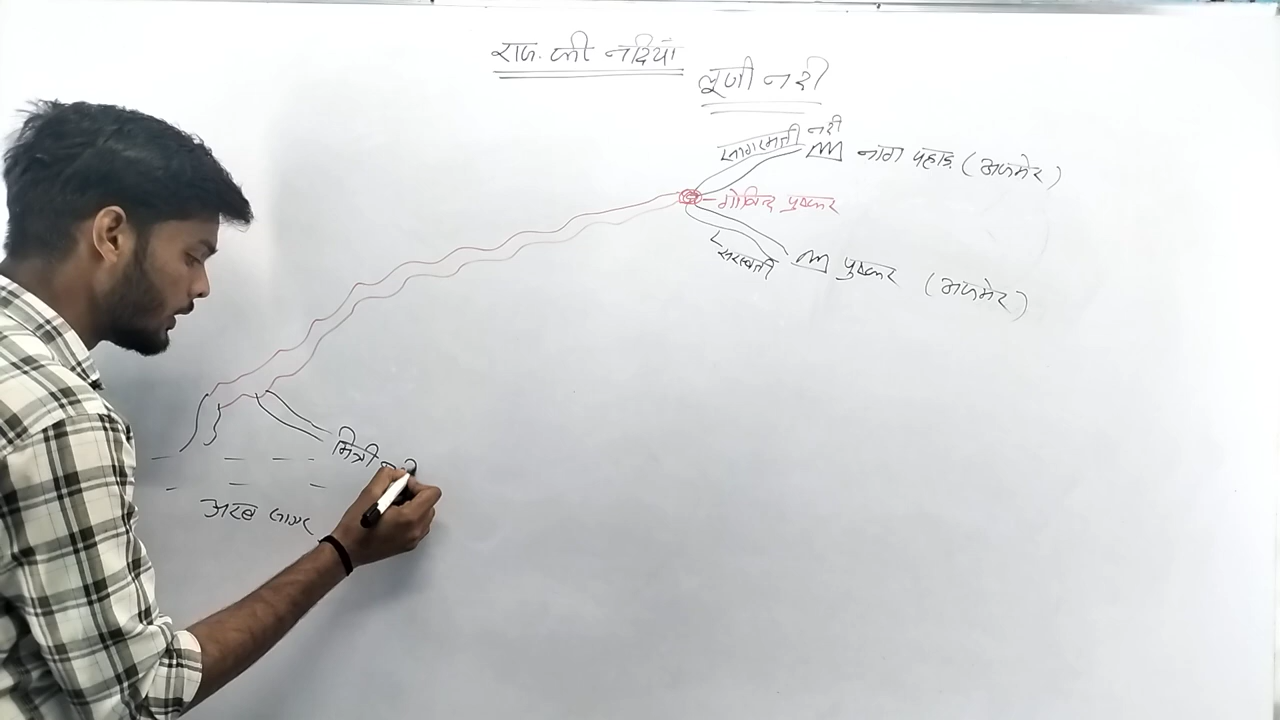 राज. की नदियाँ
लूणी नदी
सागरमती नदी
नाग पहाड़ (अजमेर)
गोविन्द पुष्कर
सरस्वती
पुष्कर (अजमेर)
मित्री न
अरब सागर